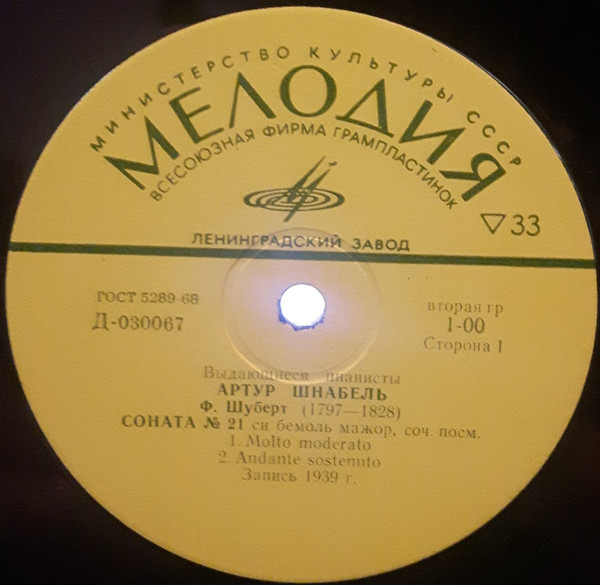 МИНИСТЕРСТВО КУЛЬТУРЫ СССР
МЕЛОДИЯ
ВСЕСОЮЗНАЯ ФИРМА ГРАМПЛАСТИНОК
33
ЛЕНИНГРАДСКИЙ ЗАВОД
ГОСТ 5289-68
Д-030067
вторая гр
1-00
Сторона 1
Выдающиеся пианисты
АРТУР ШНАБЕЛЬ
Ф. Шуберт (1797—1828)
СОНАТА № 21 си бемоль мажор, соч. посм.
1. Molto moderato
2. Andante sostenuto
Запись 1939 г.